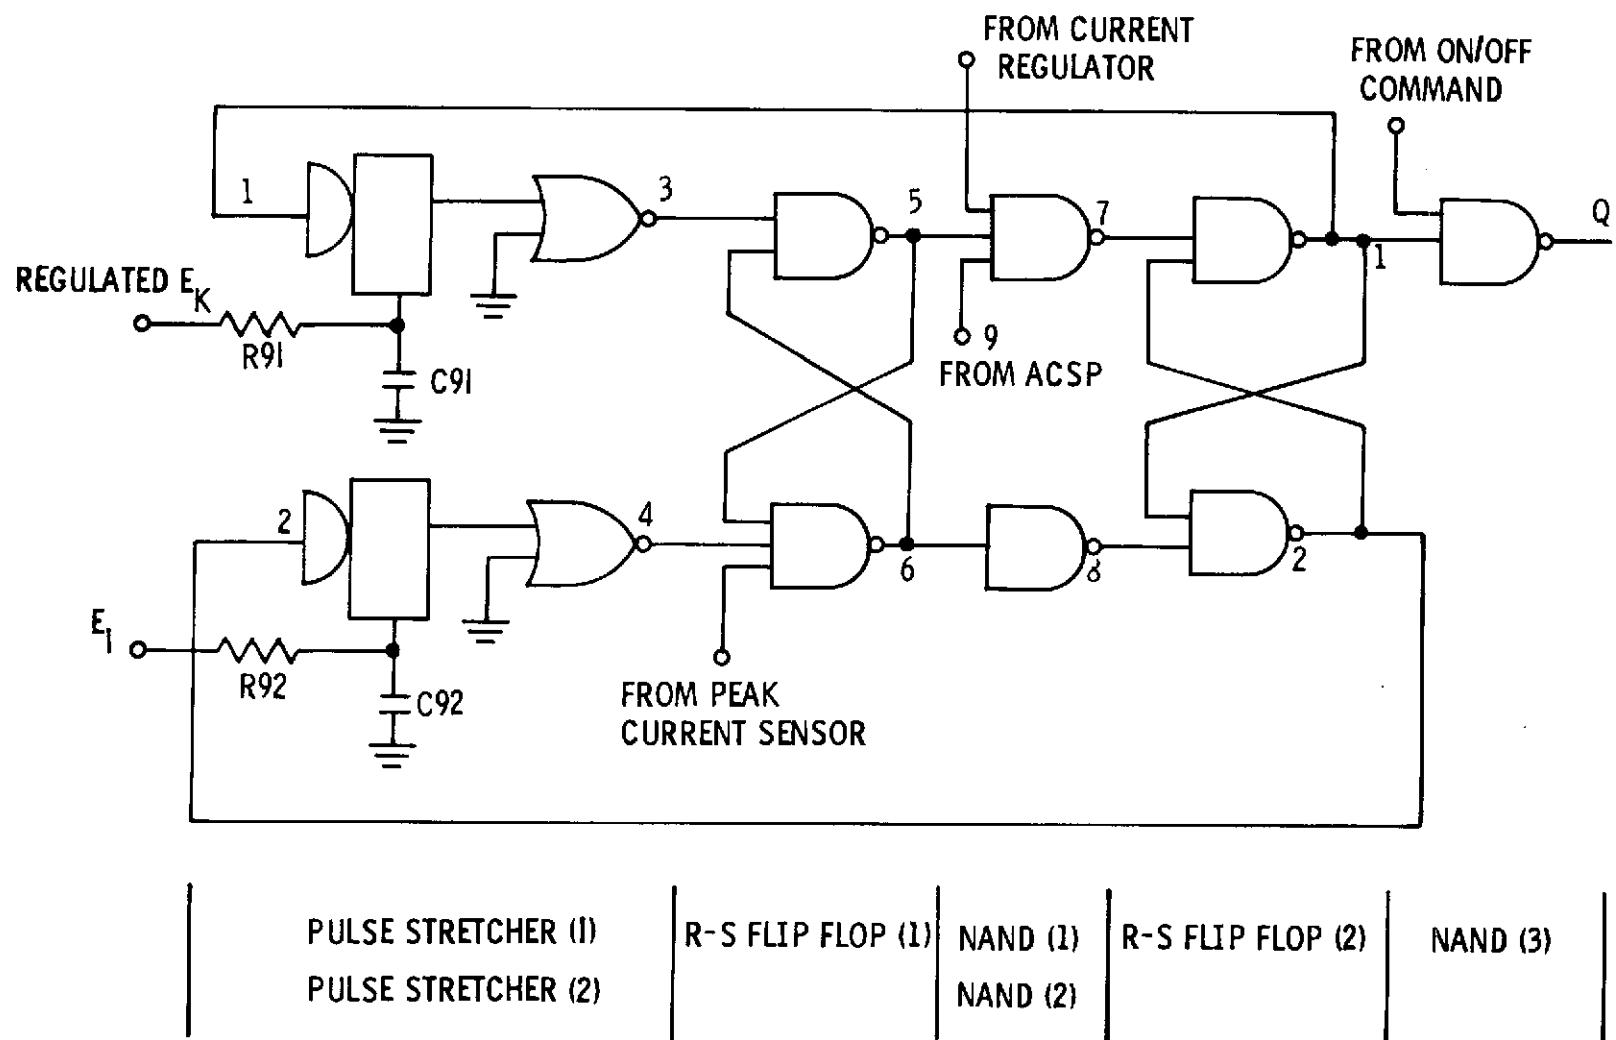 FROM CURRENT
REGULATOR
FROM ON/OFF
COMMAND
1
3
5
7
1
Q
REGULATED EK
R91
C91
9
FROM ACSP
2
4
6
8
2
E1
R92
C92
FROM PEAK
CURRENT SENSOR
PULSE STRETCHER (1)
R-S FLIP FLOP (1)
NAND (1)
R-S FLIP FLOP (2)
NAND (3)
PULSE STRETCHER (2)
NAND (2)